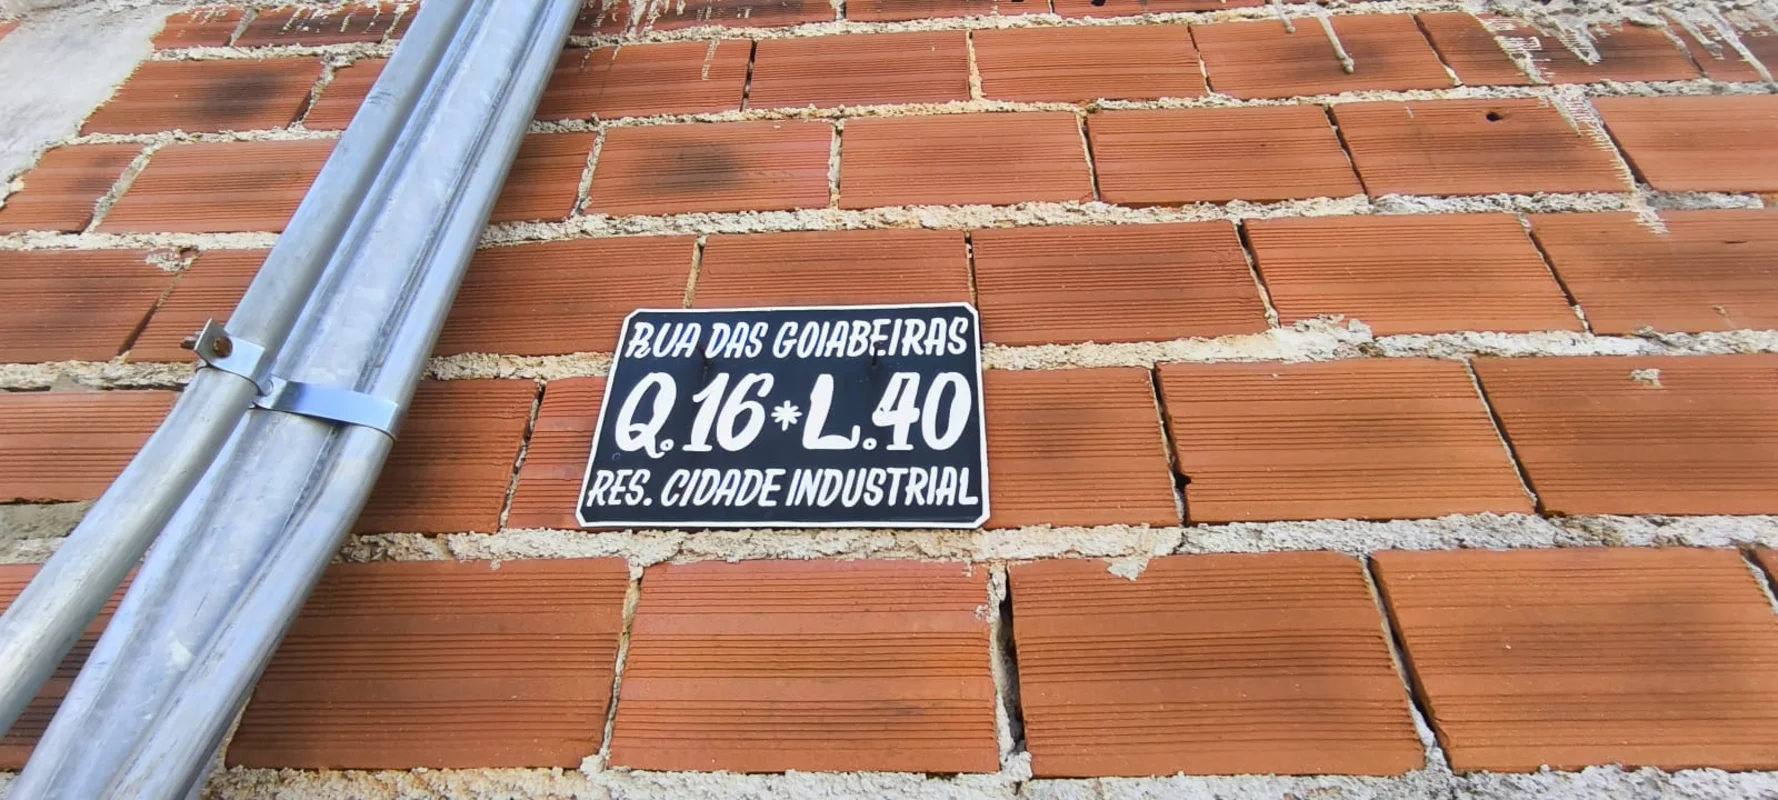 RUA DAS GOIABEIRAS
Q.16*L.40
RES. CIDADE INDUSTRIAL